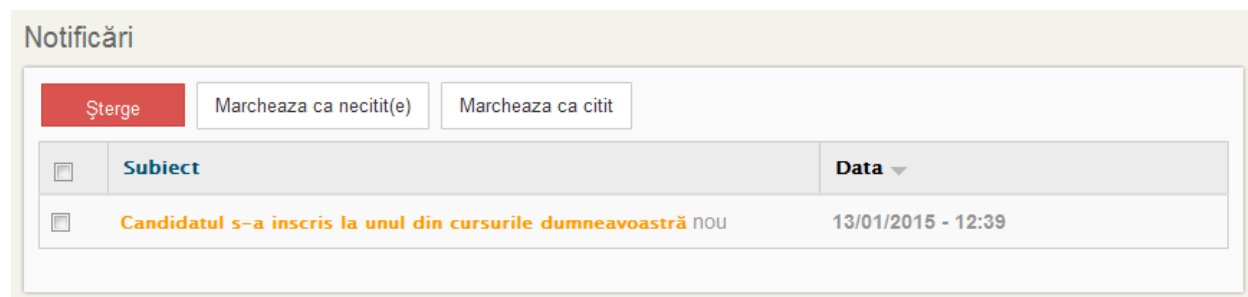 Notificări
Şterge Marcheaza ca necitit(e) Marcheaza ca citit
Subiect Data
Candidatul s-a inscris la unul din cursurile dumneavoastră nou 13/01/2015 - 12:39